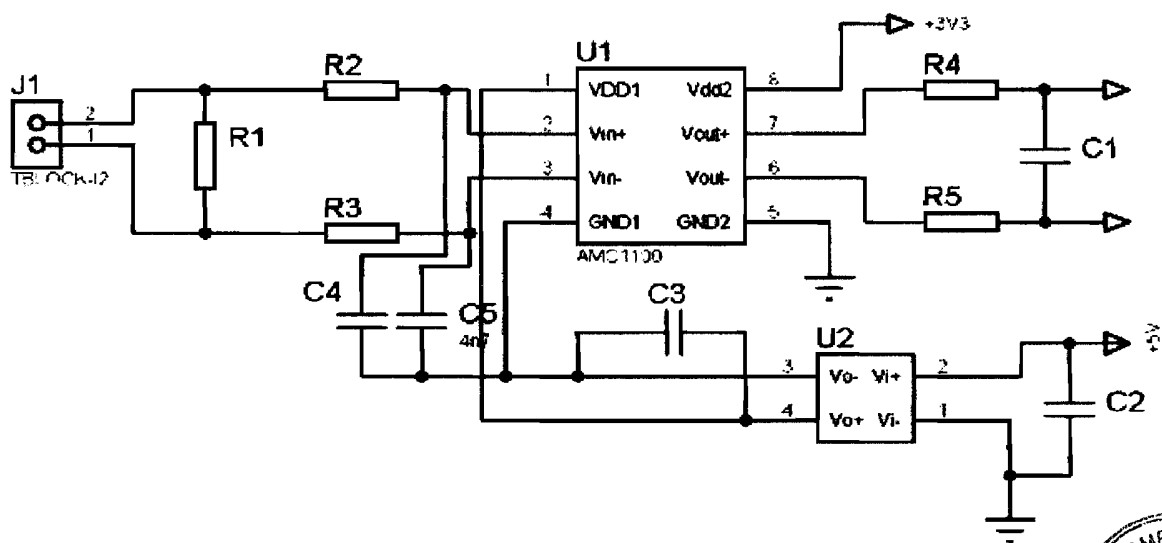 +3V3
U1
J1
R2
R4
1
VDD1
Vdd2
8
2
1
R1
2
Vin+
Vout+
7
C1
3
Vin-
Vout-
6
TBLOCK-I2
R3
R5
4
GND1
GND2
5
AMC1100
C4
C5
4n7
C3
U2
+5V
3
Vo-
Vi+
2
C2
4
Vo+
Vi-
1